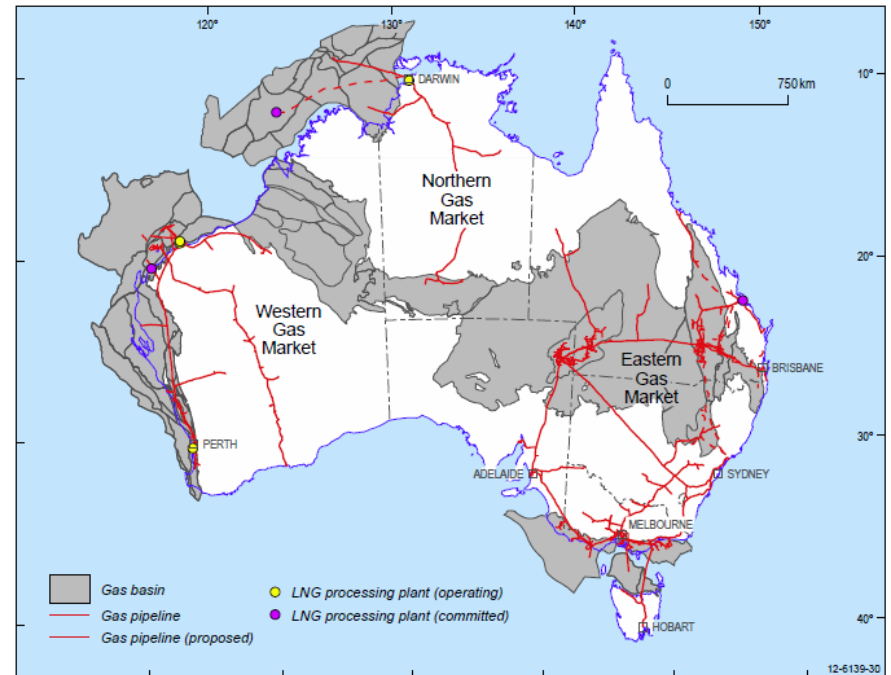 120°
130°
140°
150°
10°
DARWIN
0
750 km
Northern
Gas
Market
20°
Western
Gas
Market
Eastern
Gas
Market
BRISBANE
30°
PERTH
ADELAIDE
SYDNEY
MELBOURNE
Gas basin
LNG processing plant (operating)
Gas pipeline
LNG processing plant (committed)
Gas pipeline (proposed)
HOBART
40°
12-6139-30